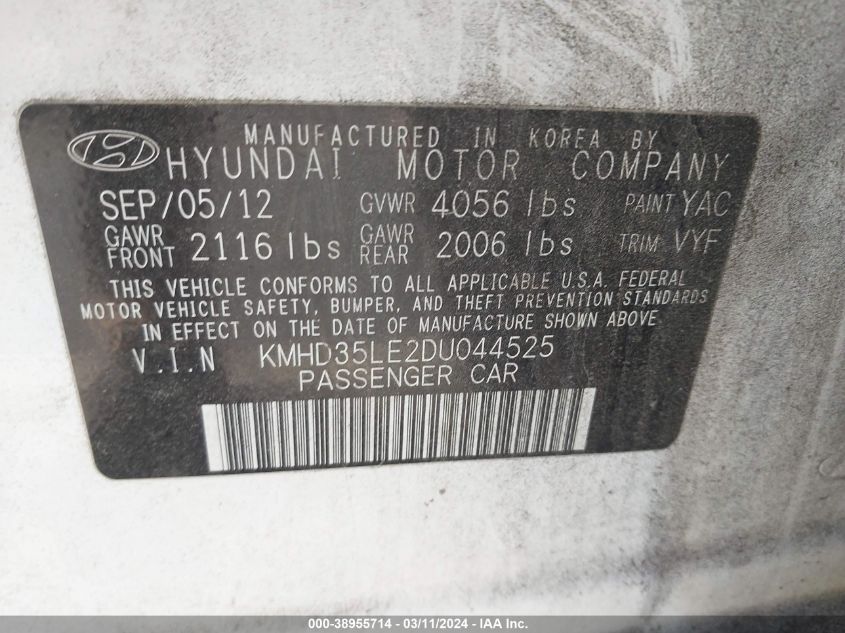 MANUFACTURED IN KOREA BY
HYUNDAI MOTOR COMPANY
SEP/05/12 GVWR 4056 lbs PAINT YAC
GAWR FRONT 2116 lbs GAWR REAR 2006 lbs TRIM VYF
THIS VEHICLE CONFORMS TO ALL APPLICABLE U.S.A. FEDERAL
MOTOR VEHICLE SAFETY, BUMPER, AND THEFT PREVENTION STANDARDS
IN EFFECT ON THE DATE OF MANUFACTURE SHOWN ABOVE.
V.I.N KMHD35LE2DU044525
PASSENGER CAR
000-38955714 - 03/11/2024 - IAA Inc.